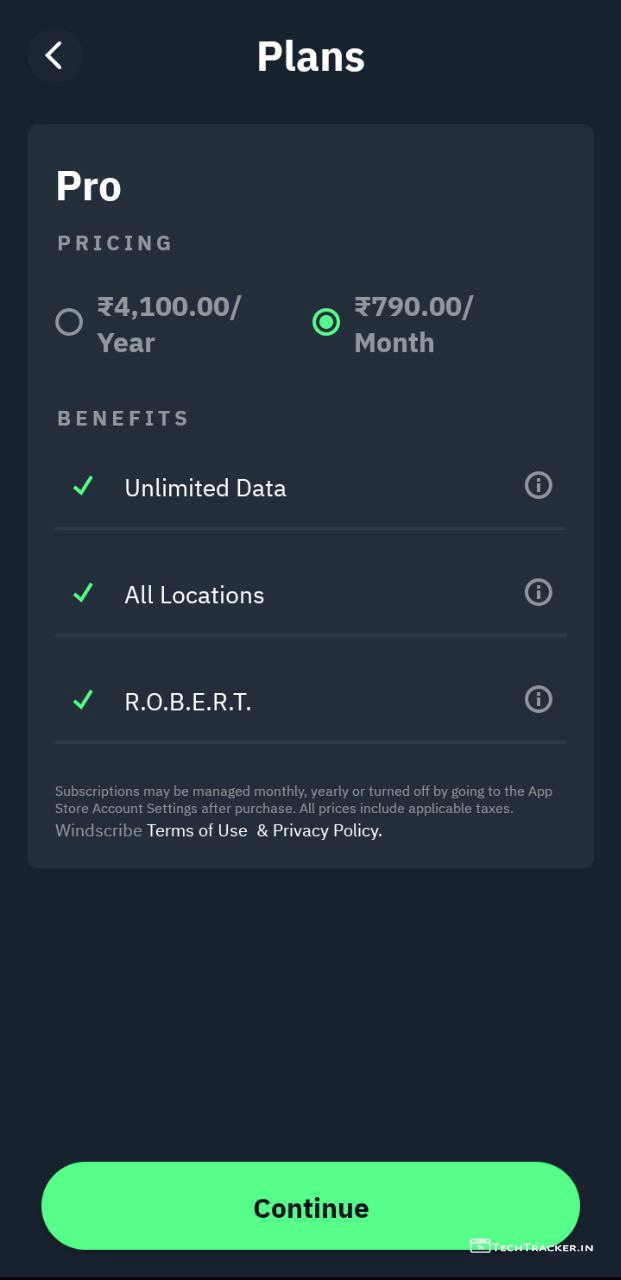 Plans
Pro
PRICING
₹4,100.00/
Year
₹790.00/
Month
BENEFITS
Unlimited Data
All Locations
R.O.B.E.R.T.
Subscriptions may be managed monthly, yearly or turned off by going to the App
Store Account Settings after purchase. All prices include applicable taxes.
Windscribe Terms of Use & Privacy Policy.
Continue
TECHTRACKER.IN